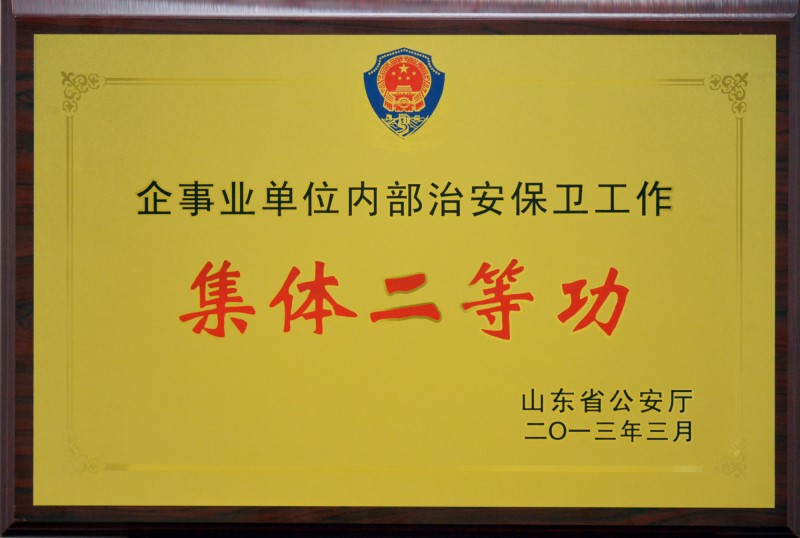 企事业单位内部治安保卫工作
集体二等功
山东省公安厅
二〇一三年三月